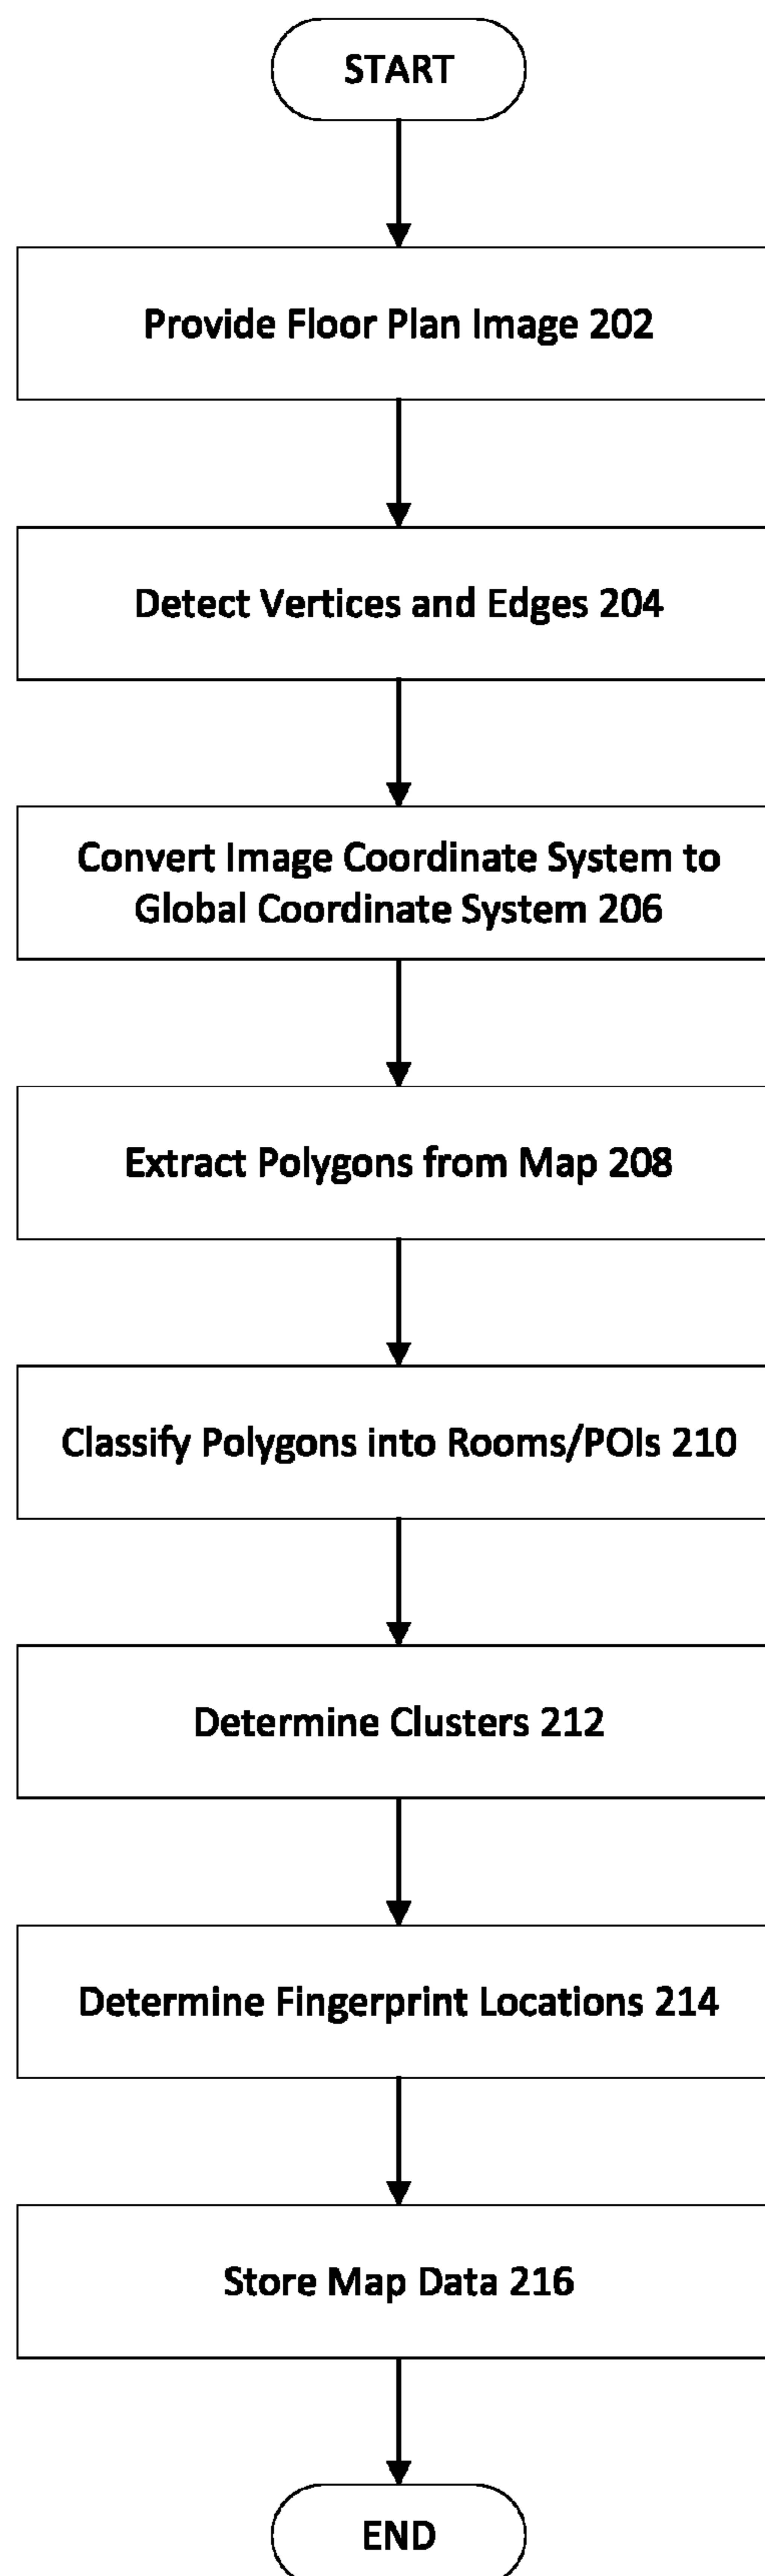 START
Provide Floor Plan Image 202
Detect Vertices and Edges 204
Convert Image Coordinate System to
Global Coordinate System 206
Extract Polygons from Map 208
Classify Polygons into Rooms/POIs 210
Determine Clusters 212
Determine Fingerprint Locations 214
Store Map Data 216
END